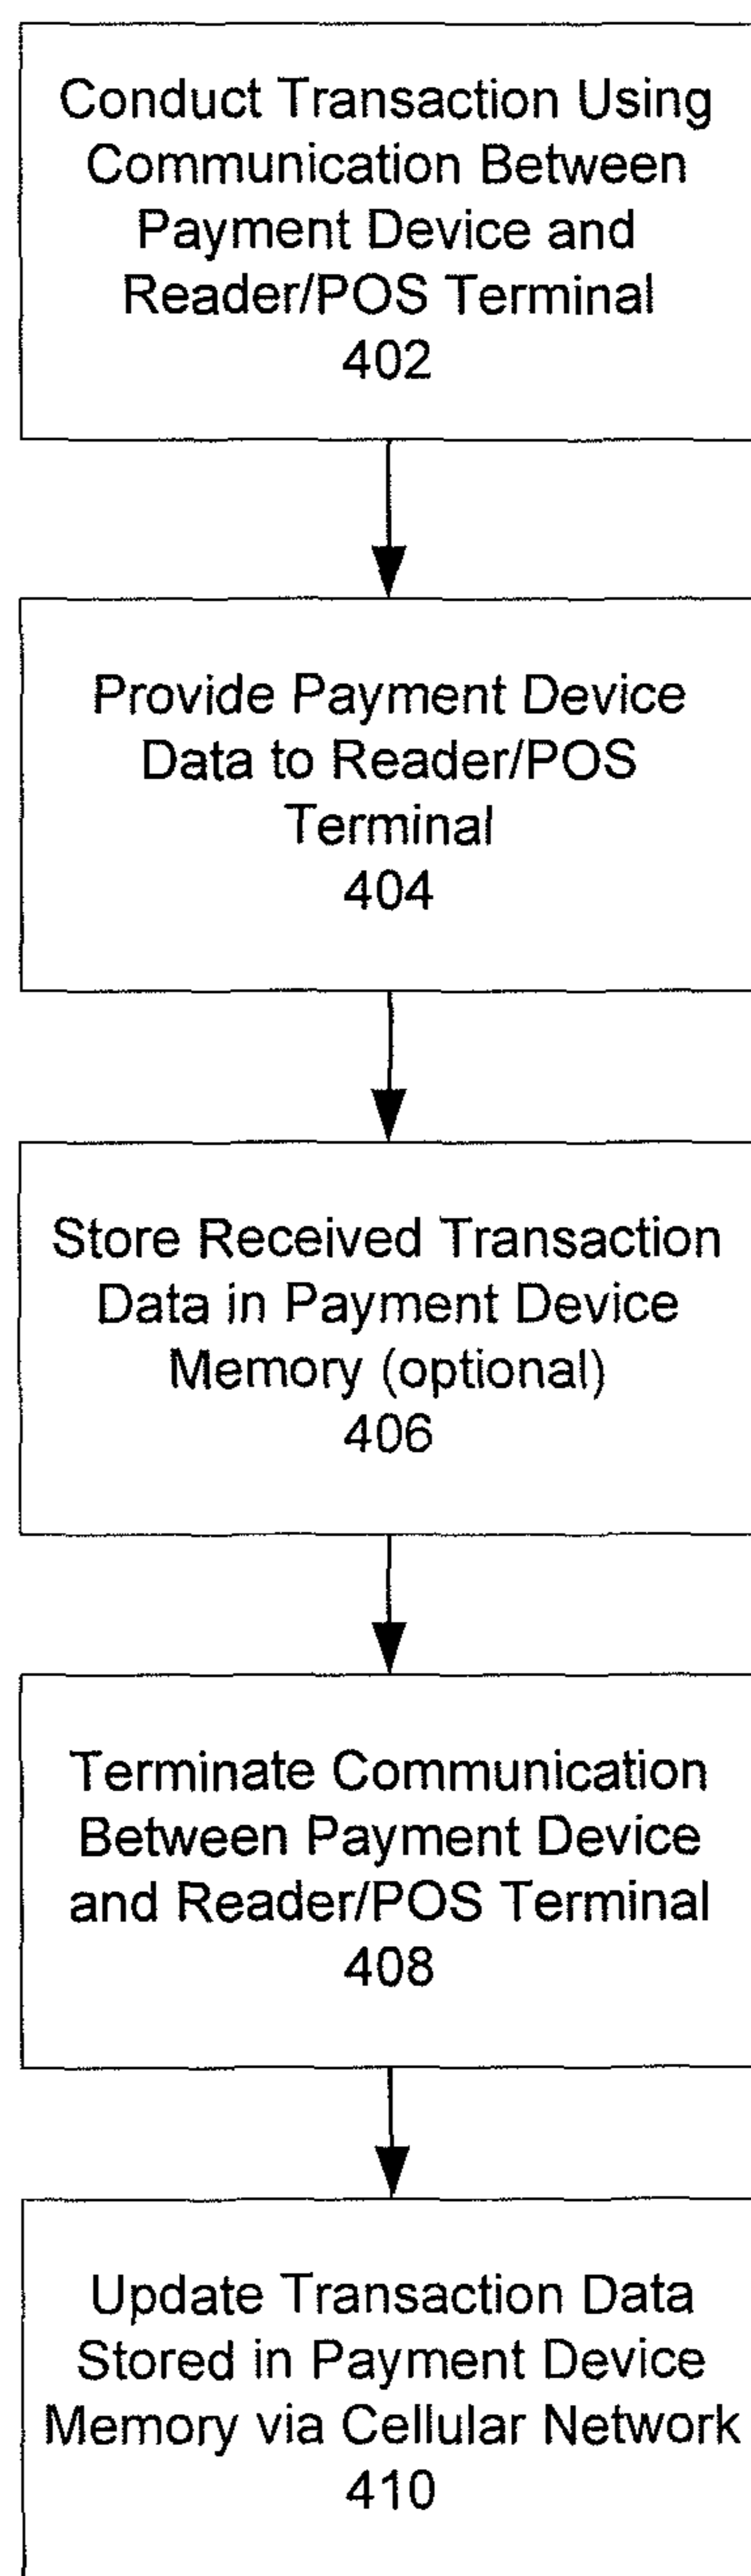 Conduct Transaction Using
Communication Between
Payment Device and
Reader/POS Terminal
402
Provide Payment Device
Data to Reader/POS
Terminal
404
Store Received Transaction
Data in Payment Device
Memory (optional)
406
Terminate Communication
Between Payment Device
and Reader/POS Terminal
408
Update Transaction Data
Stored in Payment Device
Memory via Cellular Network
410